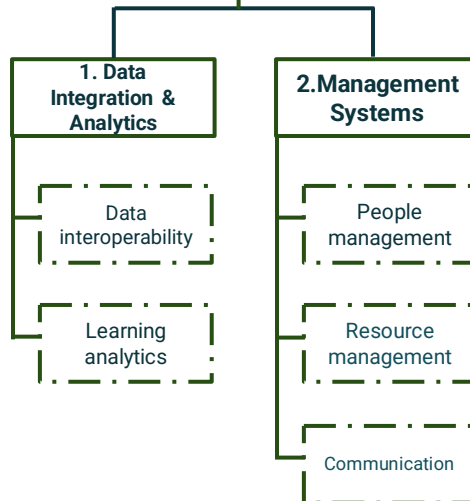 1. Data
Integration &
Analytics
Data
interoperability
Learning
analytics
2.Management
Systems
People
management
Resource
management
Communication